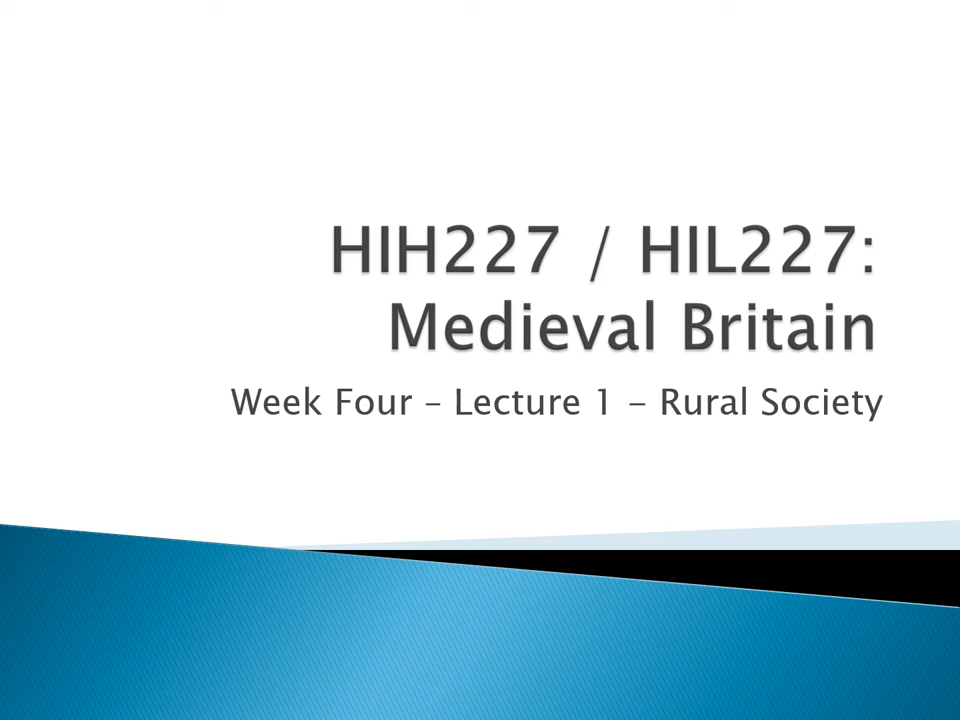 HIH227 / HIL227:
Medieval Britain
Week Four – Lecture 1 - Rural Society